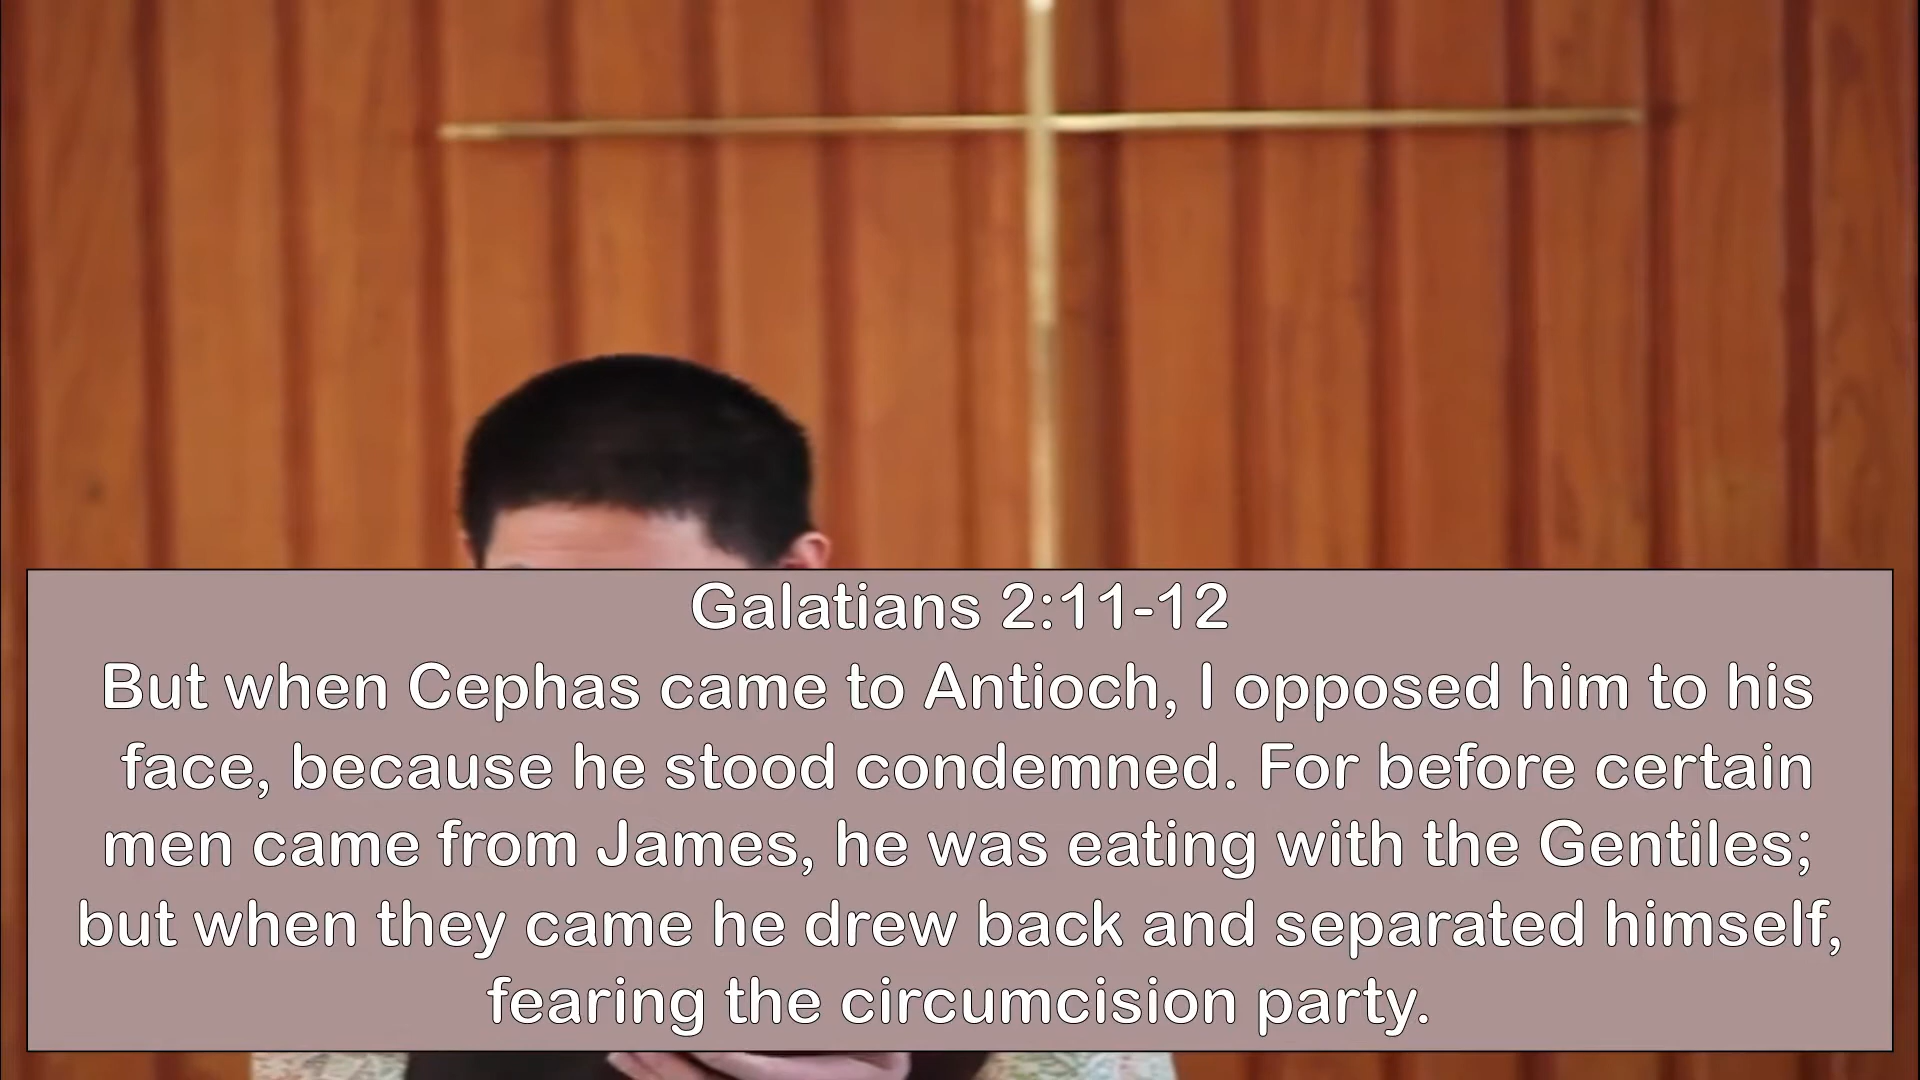 Galatians 2:11-12
But when Cephas came to Antioch, I opposed him to his
face, because he stood condemned. For before certain
men came from James, he was eating with the Gentiles;
but when they came he drew back and separated himself,
fearing the circumcision party.